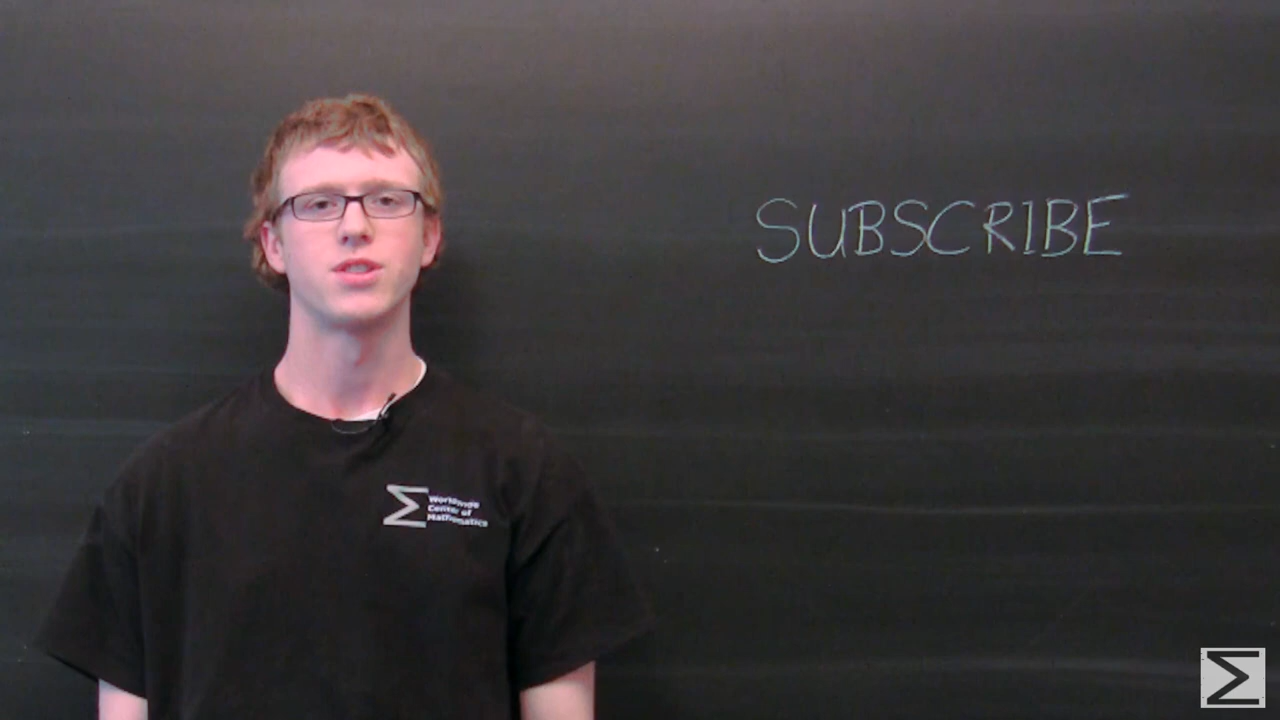 SUBSCRIBE
Σ
Worldwide
Center of
Mathematics
Σ